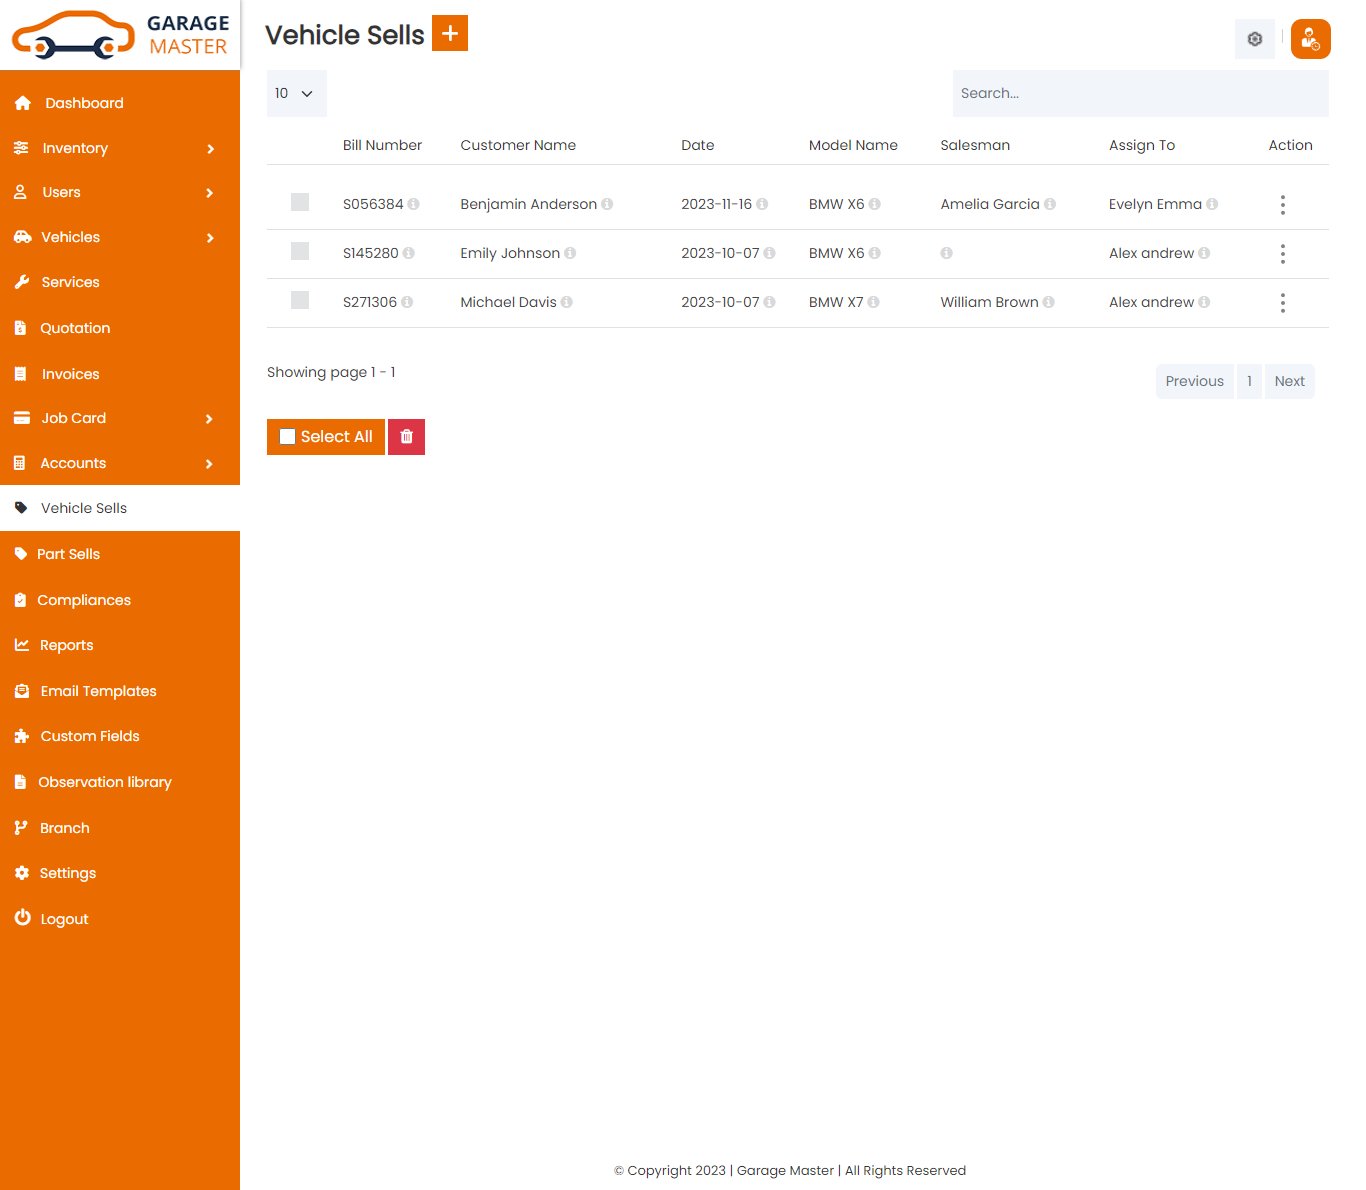 GARAGE
MASTER
Vehicle Sells
Dashboard
Inventory
Users
Vehicles
Services
Quotation
Invoices
Job Card
Accounts
Vehicle Sells
Part Sells
Compliances
Reports
Email Templates
Custom Fields
Observation library
Branch
Settings
Logout
10
Search...
Bill Number Customer Name Date Model Name Salesman Assign To Action
S056384 Benjamin Anderson 2023-11-16 BMW X6 Amelia Garcia Evelyn Emma
S145280 Emily Johnson 2023-10-07 BMW X6 Alex andrew
S271306 Michael Davis 2023-10-07 BMW X7 William Brown Alex andrew
Showing page 1 - 1
Previous 1 Next
Select All
© Copyright 2023 | Garage Master | All Rights Reserved